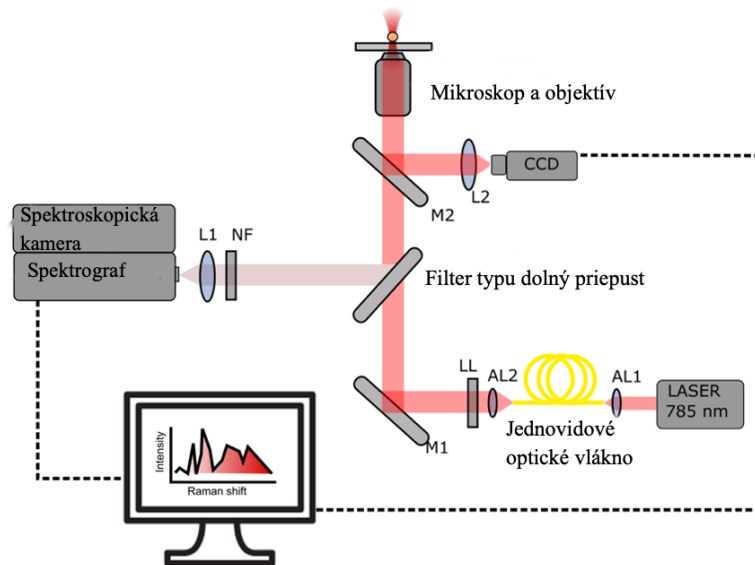 Mikroskop a objektív
CCD
L2
M2
Spektroskopická
kamera
Spektrograf
L1
NF
Filter typu dolný priepust
LL
AL2
AL1
LASER
785 nm
M1
Jednovidové
optické vlákno
Intensity
Raman shift